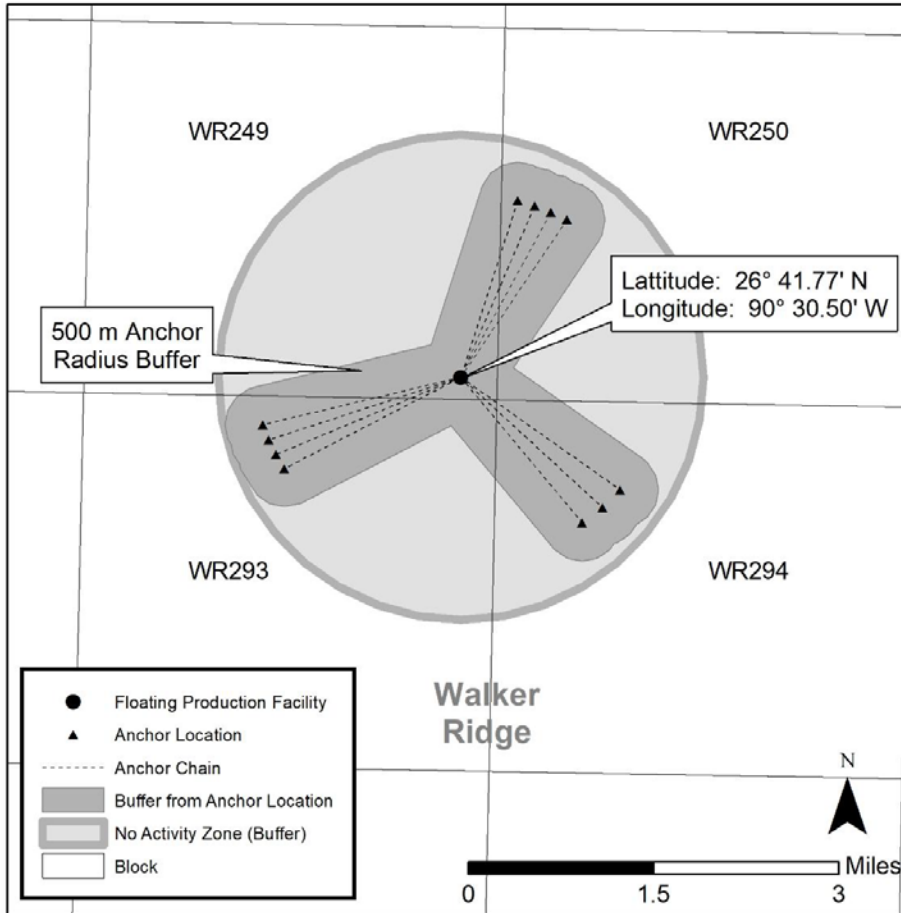 WR249
WR250
Lattitude: 26° 41.77' N
Longitude: 90° 30.50' W
500 m Anchor
Radius Buffer
WR293
WR294
Walker
Ridge
Floating Production Facility
Anchor Location
Anchor Chain
Buffer from Anchor Location
No Activity Zone (Buffer)
Block
N
Miles
0 1.5 3